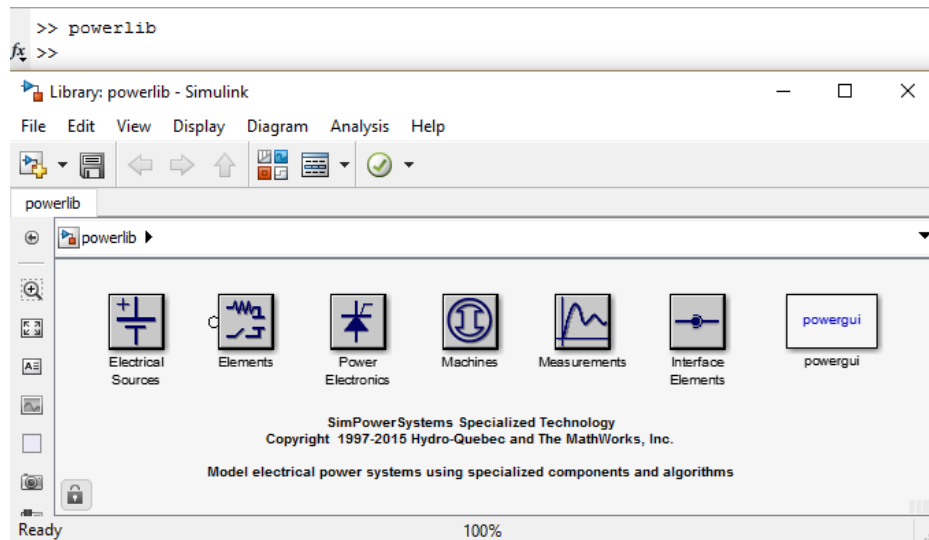 >> powerlib
fx >>
Library: powerlib - Simulink
File Edit View Display Diagram Analysis Help
powerlib
powerlib
powergui
Electrical Sources
Elements
Power Electronics
Machines
Measurements
Interface Elements
powergui
SimPowerSystems Specialized Technology
Copyright 1997-2015 Hydro-Quebec and The MathWorks, Inc.
Model electrical power systems using specialized components and algorithms
Ready 100%